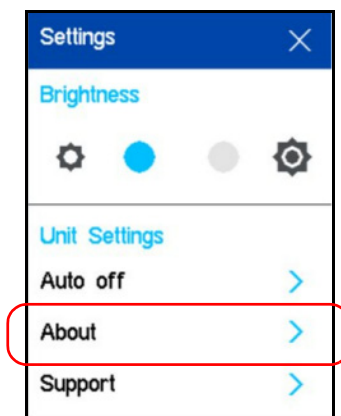 Settings
Brightness
Unit Settings
Auto off
About
Support